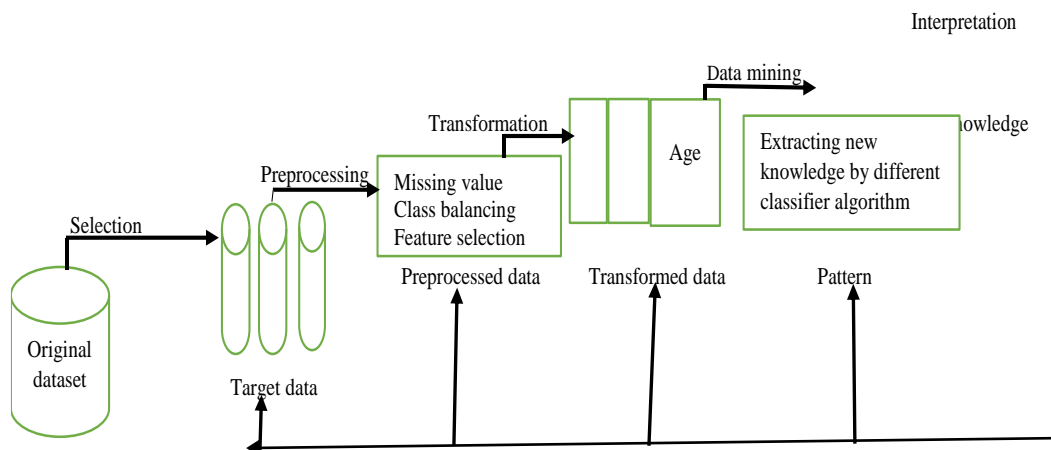 Interpretation
Data mining
Transformation
Preprocessing
Selection
Original
dataset
Target data
Missing value
Class balancing
Feature selection
Preprocessed data
Age
Transformed data
Extracting new
knowledge by different
classifier algorithm
Pattern